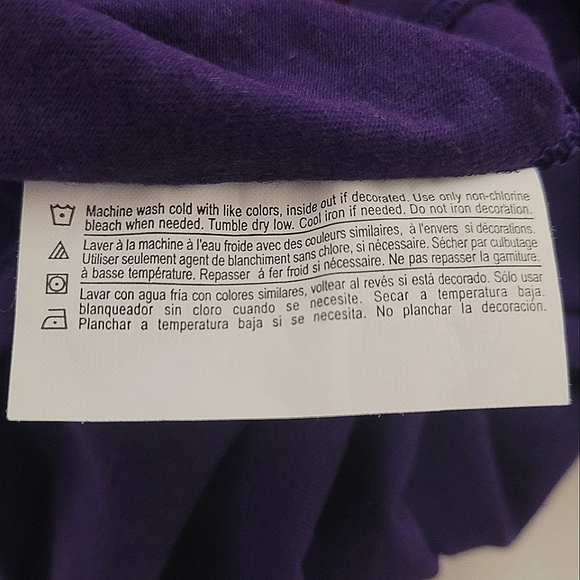 Machine wash cold with like colors, inside out if decorated. Use only non-chlorine
bleach when needed. Tumble dry low. Cool iron if needed. Do not iron decoration.
Laver à la machine à l'eau froide avec des couleurs similaires, à l'envers si décorations.
Utiliser seulement agent de blanchiment sans chlore, si nécessaire. Sécher par culbutage
à basse température. Repasser á fer froid si nécessaire. Ne pas repasser la garniture.
Lavar con agua fría con colores similares, voltear al revés si está decorado. Sólo usar
blanqueador sin cloro cuando se necesite. Secar a temperatura baja.
Planchar a temperatura baja si se necesita. No planchar la decoración.